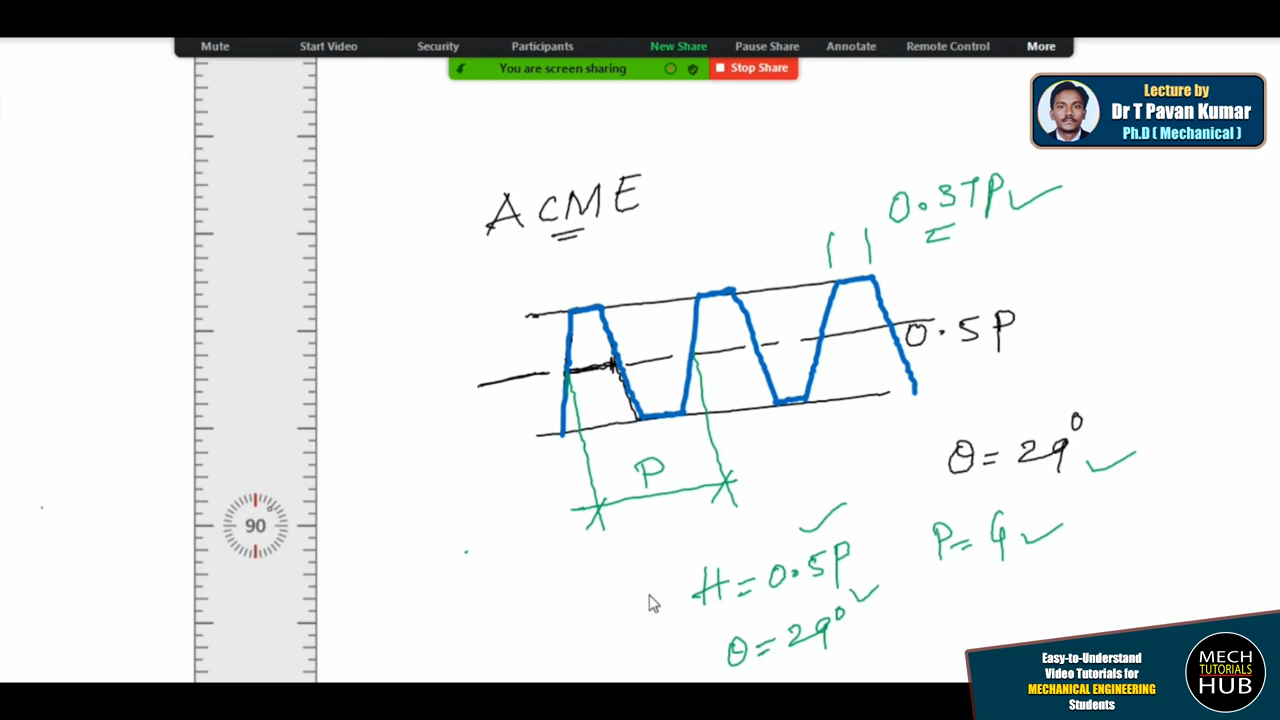 Mute Start Video Security Participants New Share Pause Share Annotate Remote Control More
You are screen sharing Stop Share
Lecture by
Dr T Pavan Kumar
Ph.D ( Mechanical )
ACME
0.37P
0.5P
θ = 29°
P
P = 4
H = 0.5P
θ = 29°
90
Easy-to-Understand
Video Tutorials for
MECHANICAL ENGINEERING
Students
MECH
TUTORIALS
HUB